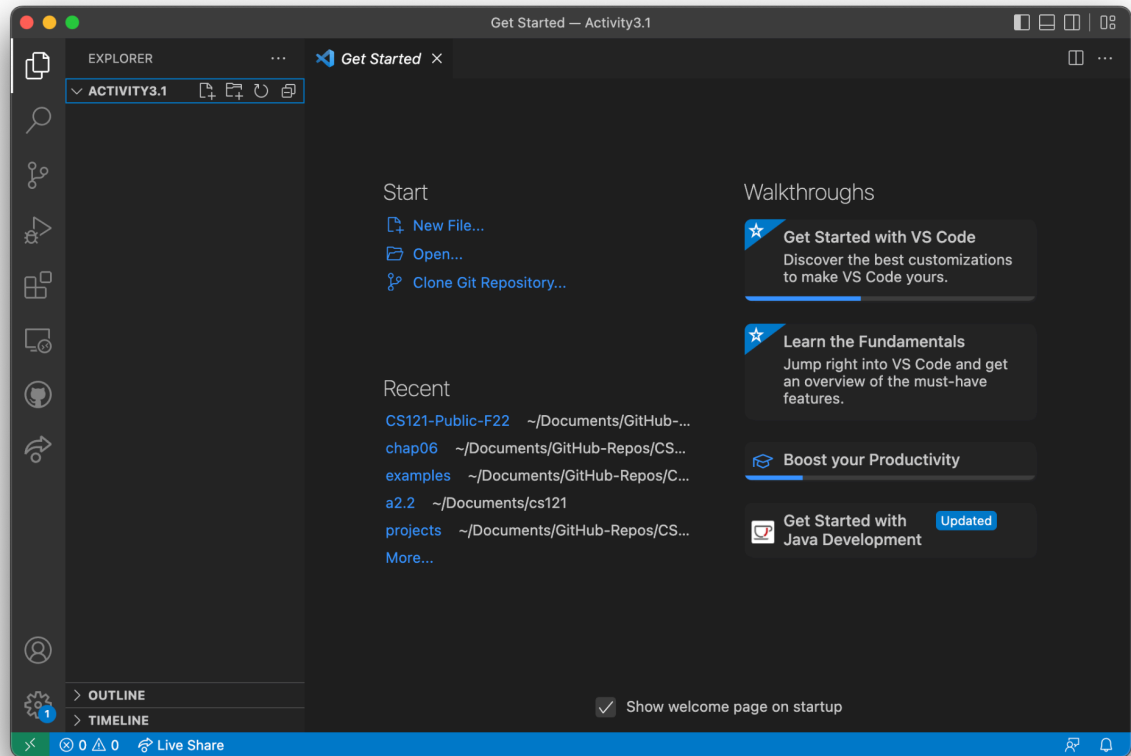 Get Started — Activity3.1
EXPLORER
Get Started
ACTIVITY3.1
Start
New File...
Open...
Clone Git Repository...
Recent
CS121-Public-F22 ~/Documents/GitHub-...
chap06 ~/Documents/GitHub-Repos/CS...
examples ~/Documents/GitHub-Repos/C...
a2.2 ~/Documents/cs121
projects ~/Documents/GitHub-Repos/CS...
More...
Walkthroughs
Get Started with VS Code
Discover the best customizations
to make VS Code yours.
Learn the Fundamentals
Jump right into VS Code and get
an overview of the must-have
features.
Boost your Productivity
Get Started with
Java Development
Updated
Show welcome page on startup
OUTLINE
TIMELINE
1
0 0 Live Share